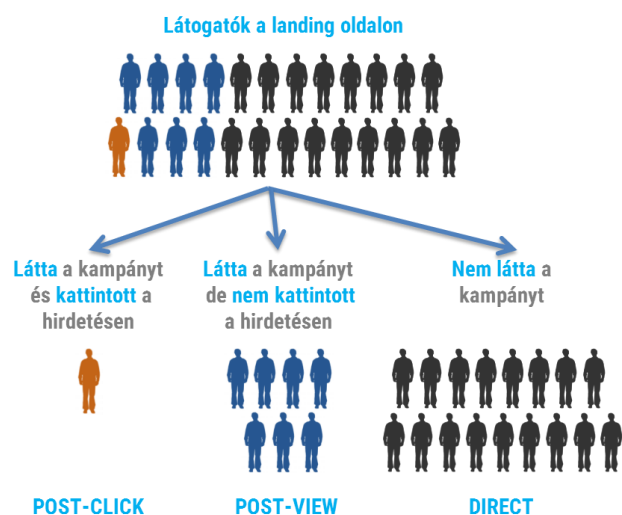 Látogatók a landing oldalon
Látta a kampányt
és kattintott a
hirdetésen
Látta a kampányt
de nem kattintott
a hirdetésen
Nem látta a
kampányt
POST-CLICK
POST-VIEW
DIRECT